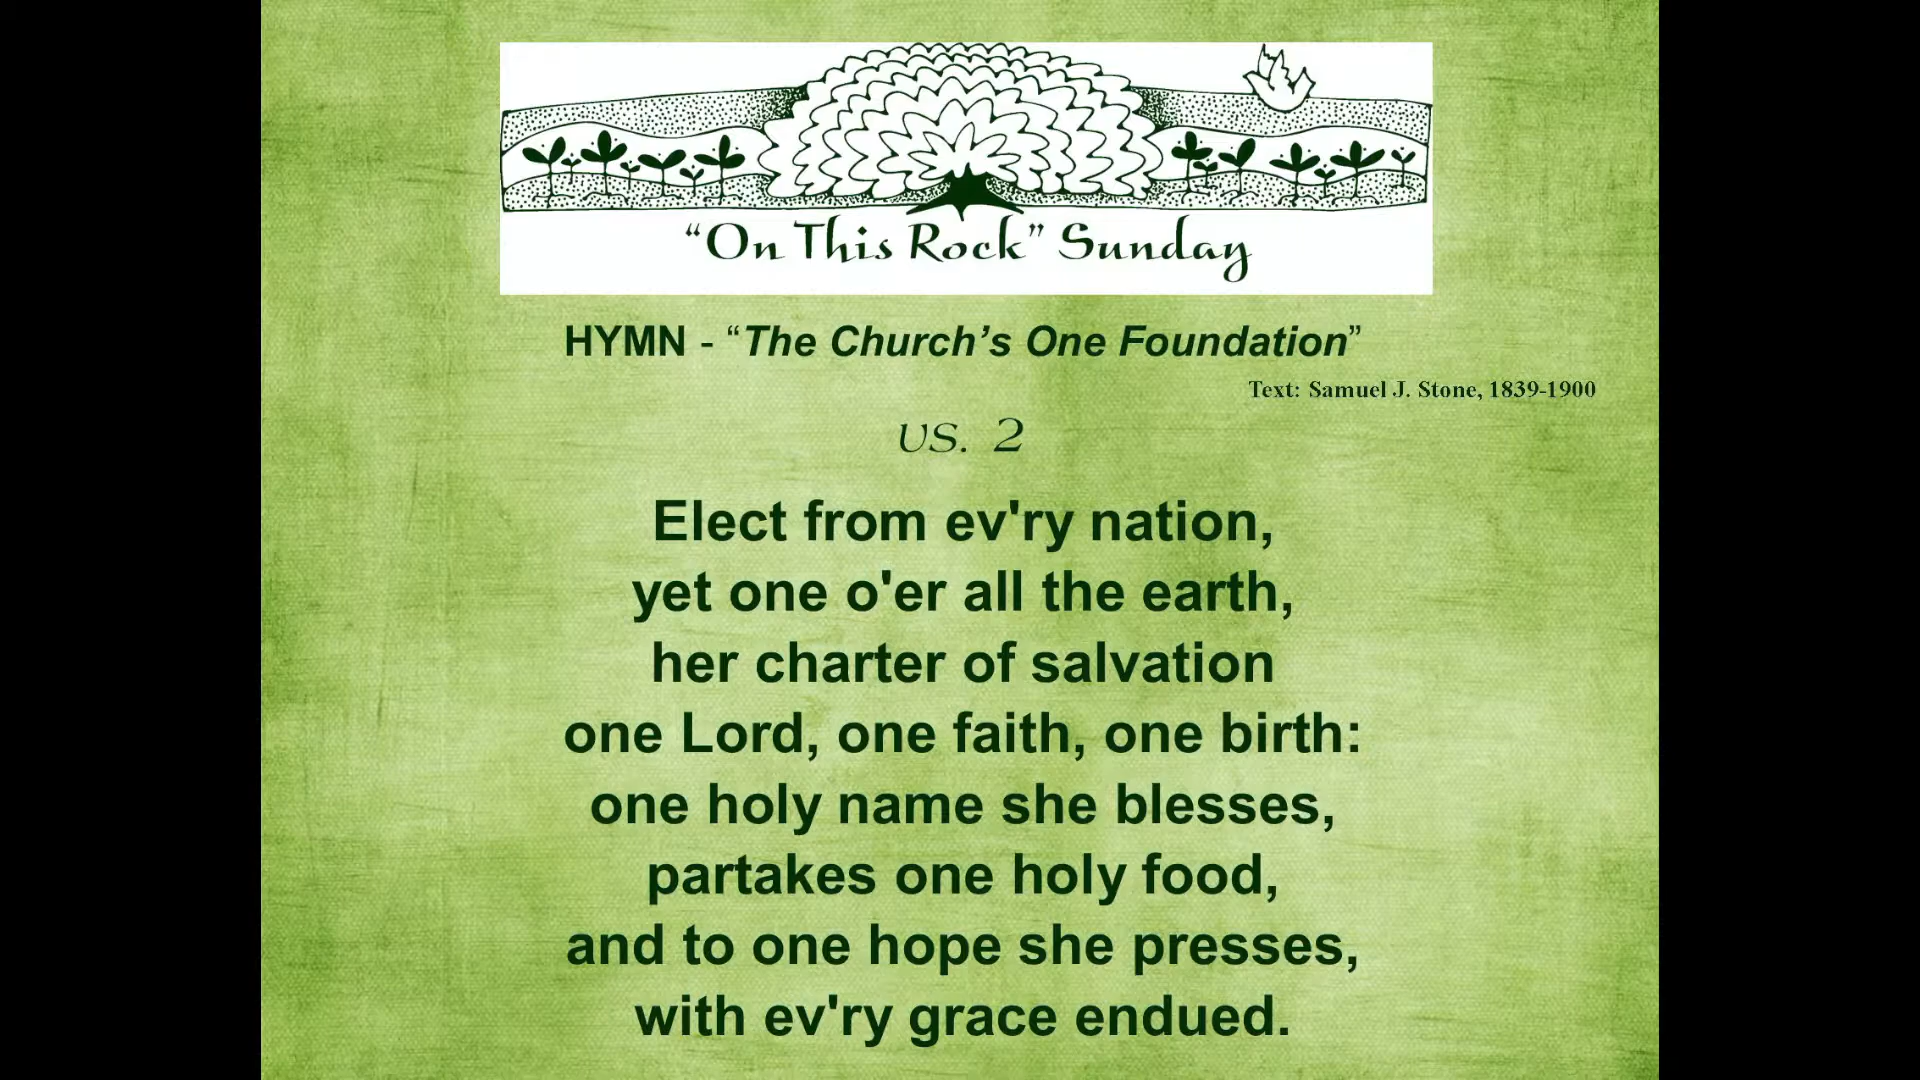 “On This Rock” Sunday
HYMN - “The Church’s One Foundation”
Text: Samuel J. Stone, 1839-1900
vs. 2
Elect from ev'ry nation,
yet one o'er all the earth,
her charter of salvation
one Lord, one faith, one birth:
one holy name she blesses,
partakes one holy food,
and to one hope she presses,
with ev'ry grace endued.